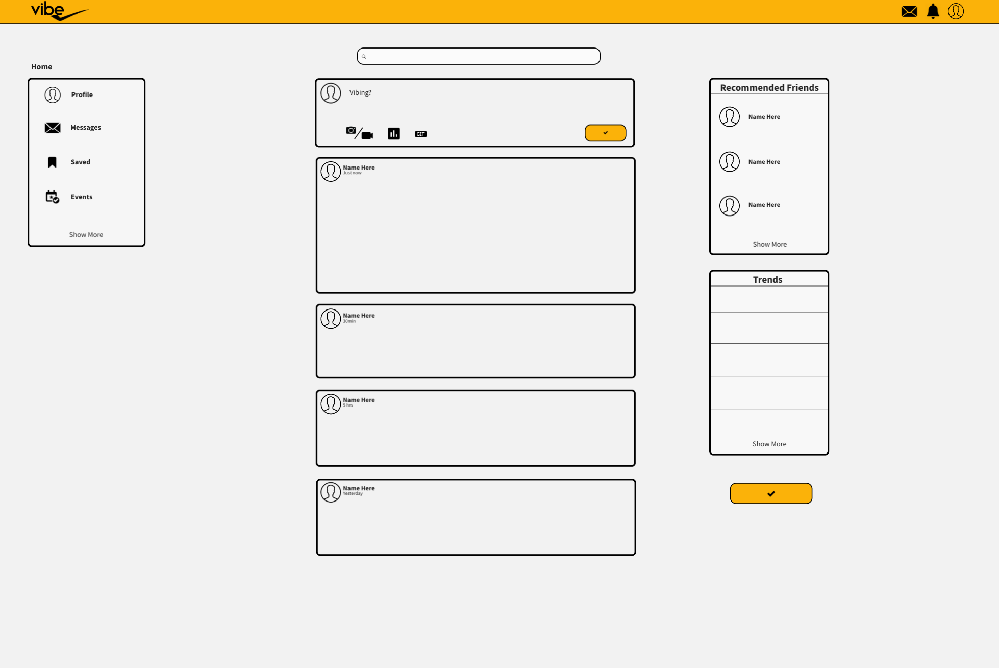 vibe
Home
Profile
Messages
Saved
Events
Show More
Vibing?
GIF
Name Here
Just now
Name Here
30min
Name Here
5 hrs
Name Here
Yesterday
Recommended Friends
Name Here
Name Here
Name Here
Show More
Trends
Show More